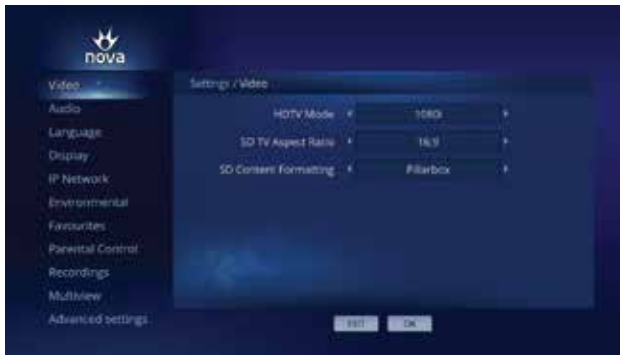 nova
Video
Settings / Video
Audio
HDTV Mode 1080i
Language
SD TV Aspect Ratio 16:9
Display
SD Content Formatting Pillarbox
IP Network
Environmental
Favourites
Parental Control
Recordings
Multiview
Advanced settings
EXIT OK